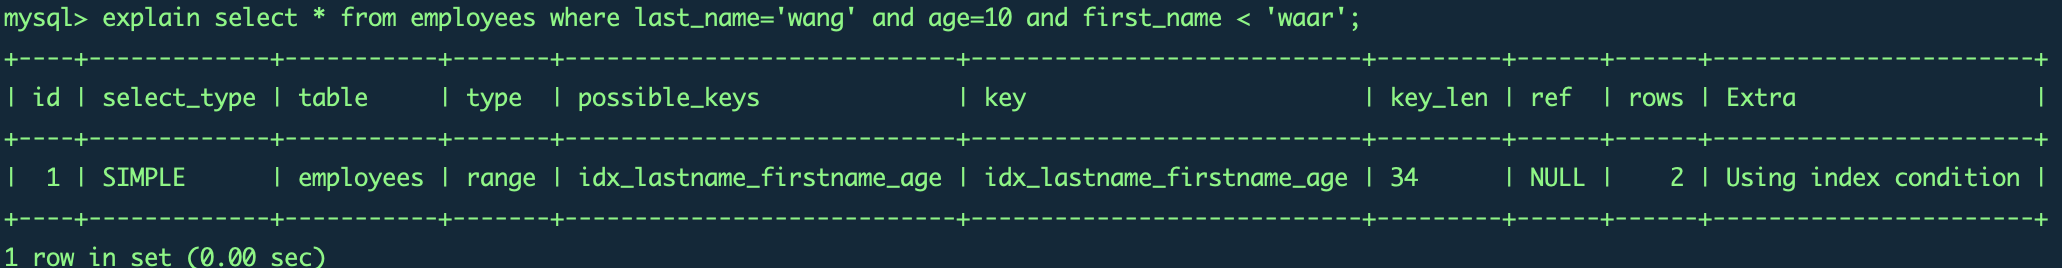 mysql> explain select * from employees where last_name='wang' and age=10 and first_name < 'waar';
+----+-------------+-----------+-------+----------------------------+----------------------------+---------+------+------+-----------------------+
| id | select_type | table     | type  | possible_keys              | key                        | key_len | ref  | rows | Extra                 |
+----+-------------+-----------+-------+----------------------------+----------------------------+---------+------+------+-----------------------+
|  1 | SIMPLE      | employees | range | idx_lastname_firstname_age | idx_lastname_firstname_age | 34      | NULL |    2 | Using index condition |
+----+-------------+-----------+-------+----------------------------+----------------------------+---------+------+------+-----------------------+
1 row in set (0.00 sec)